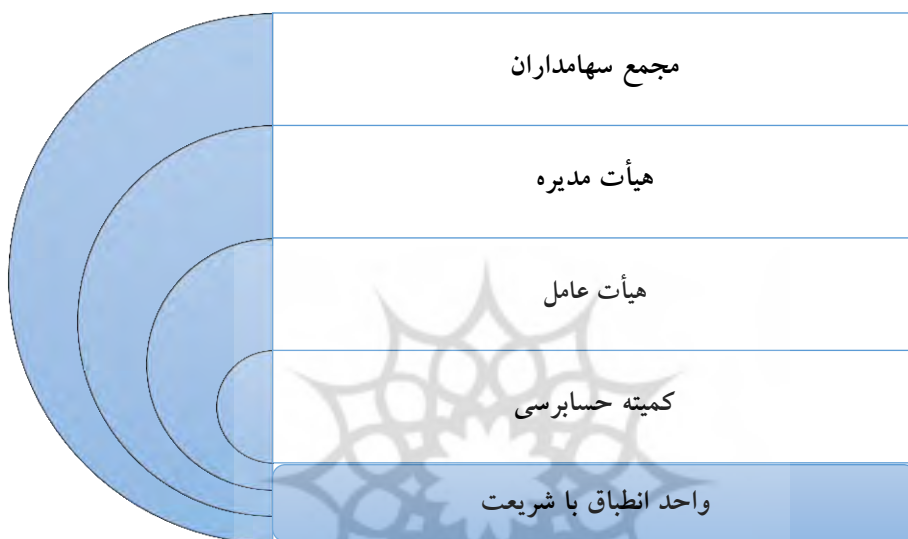 مجمع سهامداران
هیأت مدیره
هیأت عامل
کمیته حسابرسی
واحد انطباق با شریعت